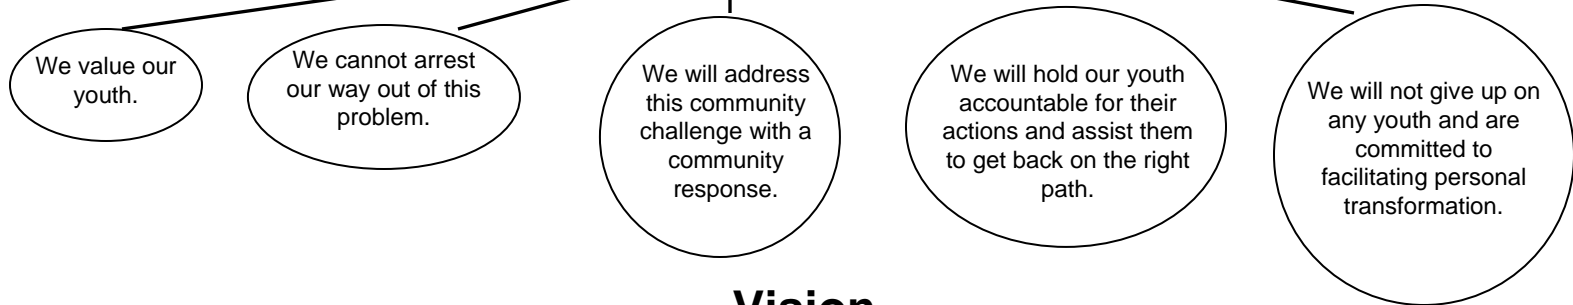 We value our
youth.
We cannot arrest
our way out of this
problem.
We will address
this community
challenge with a
community
response.
We will hold our youth
accountable for their
actions and assist them
to get back on the right
path.
We will not give up on
any youth and are
committed to
facilitating personal
transformation.
Vision